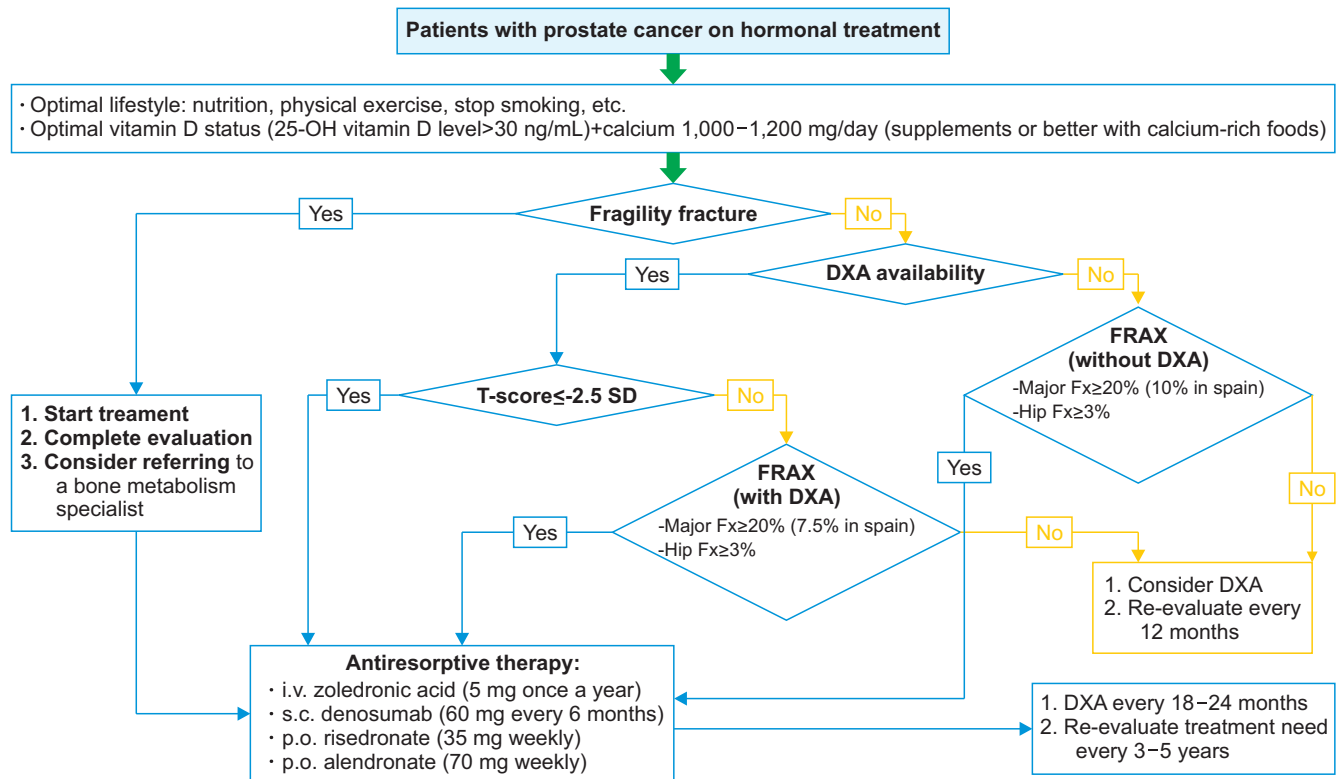 Patients with prostate cancer on hormonal treatment
· Optimal lifestyle: nutrition, physical exercise, stop smoking, etc.
· Optimal vitamin D status (25-OH vitamin D level>30 ng/mL)+calcium 1,000−1,200 mg/day (supplements or better with calcium-rich foods)
Yes
Fragility fracture
No
Yes
DXA availability
No
FRAX
(without DXA)
-Major Fx≥20% (10% in spain)
-Hip Fx≥3%
Yes
T-score≤-2.5 SD
No
1. Start treament
2. Complete evaluation
3. Consider referring to
a bone metabolism
specialist
Yes
FRAX
(with DXA)
-Major Fx≥20% (7.5% in spain)
-Hip Fx≥3%
Yes
No
No
1. Consider DXA
2. Re-evaluate every
12 months
Antiresorptive therapy:
· i.v. zoledronic acid (5 mg once a year)
· s.c. denosumab (60 mg every 6 months)
· p.o. risedronate (35 mg weekly)
· p.o. alendronate (70 mg weekly)
1. DXA every 18−24 months
2. Re-evaluate treatment need
every 3−5 years